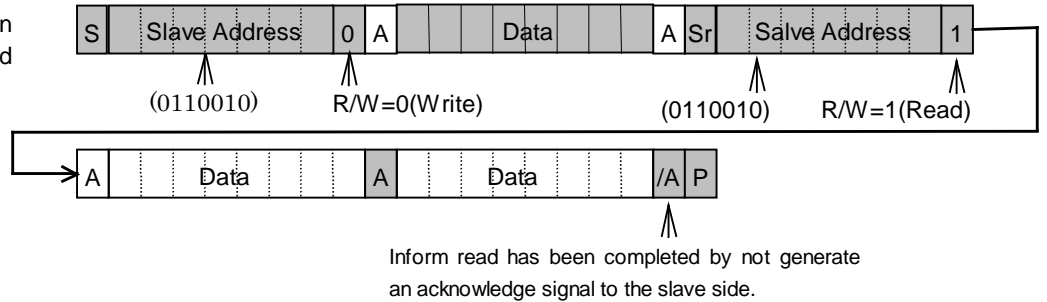 n
d
S Slave Address 0 A Data A Sr Salve Address 1
(0110010) R/W=0(Write) (0110010) R/W=1(Read)
A Data A Data /A P
Inform read has been completed by not generate
an acknowledge signal to the slave side.